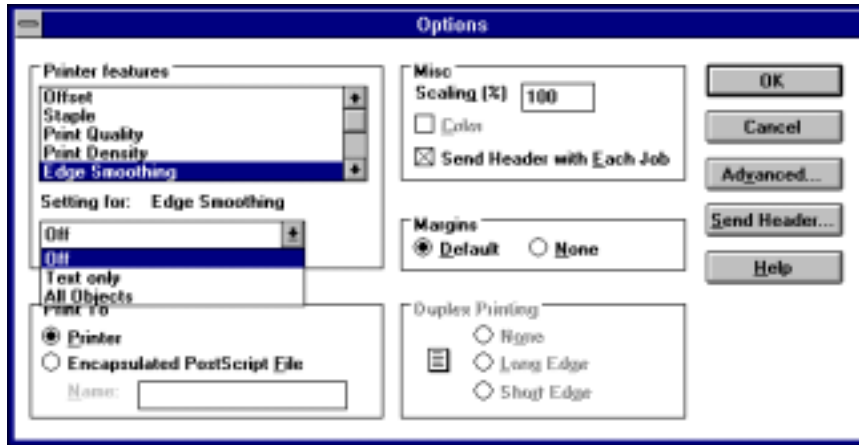 Options
Printer features
Offset
Staple
Print Quality
Print Density
Edge Smoothing
Setting for: Edge Smoothing
Off
Off
Text only
All Objects
Print To
Printer
Encapsulated PostScript File
Name:
Misc
Scaling (%) 100
Color
Send Header with Each Job
Margins
Default None
Duplex Printing
None
Long Edge
Short Edge
OK
Cancel
Advanced...
Send Header...
Help